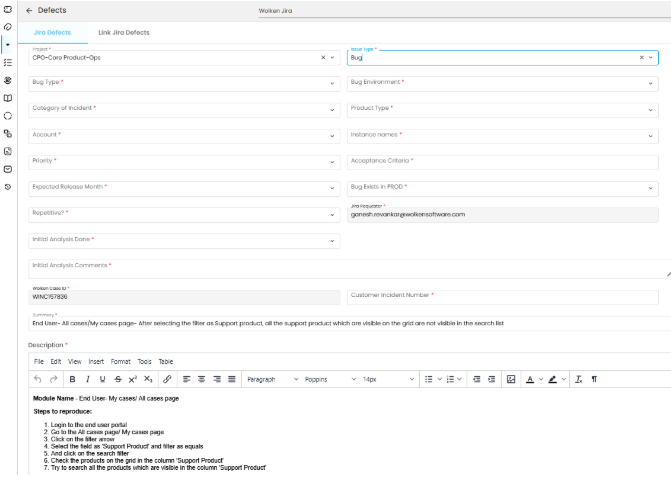 Defects
Wolken Jira
Jira Defects
Link Jira Defects
Project *
CPO-Core Product-Ops
Issue Type *
Bug
Bug Type *
Bug Environment *
Category of Incident *
Product Type *
Account *
Instance names *
Priority *
Acceptance Criteria *
Expected Release Month *
Bug Exists in PROD *
Repetitive? *
Jira Requester *
ganesh.revankar@wolkensoftware.com
Initial Analysis Done *
Initial Analysis Comments *
Wolken Case ID *
WINC157836
Customer Incident Number *
Summary *
End User- All cases/My cases page- After selecting the filter as Support product, all the support product which are visible on the grid are not visible in the search list
Description *
File Edit View Insert Format Tools Table
B I U S X² X₂ Paragraph Poppins 14px A
Module Name - End User- My cases/ All cases page
Steps to reproduce:
1. Login to the end user portal
2. Go to the All cases page/ My cases page
3. Click on the filter arrow
4. Select the field as 'Support Product' and filter as equals
5. And click on the search filter
6. Check the products on the grid in the column 'Support Product'
7. Try to search all the products which are visible in the column 'Support Product'